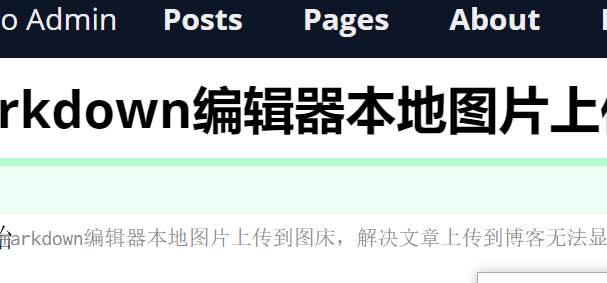 o Admin Posts Pages About
rkdown编辑器本地图片上
markdown编辑器本地图片上传到图床，解决文章上传到博客无法显